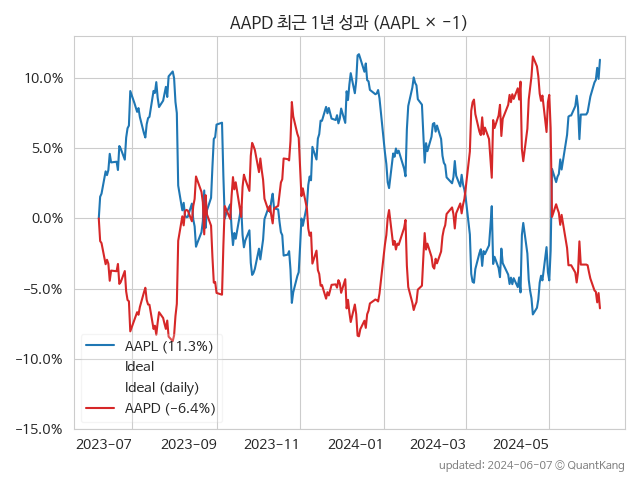 AAPD 최근 1년 성과 (AAPL × −1)
10.0%
5.0%
0.0%
−5.0%
−10.0%
−15.0%
AAPL (11.3%)
Ideal
Ideal (daily)
AAPD (−6.4%)
2023−07
2023−09
2023−11
2024−01
2024−03
2024−05
updated: 2024−06−07 ⓒ QuantKang